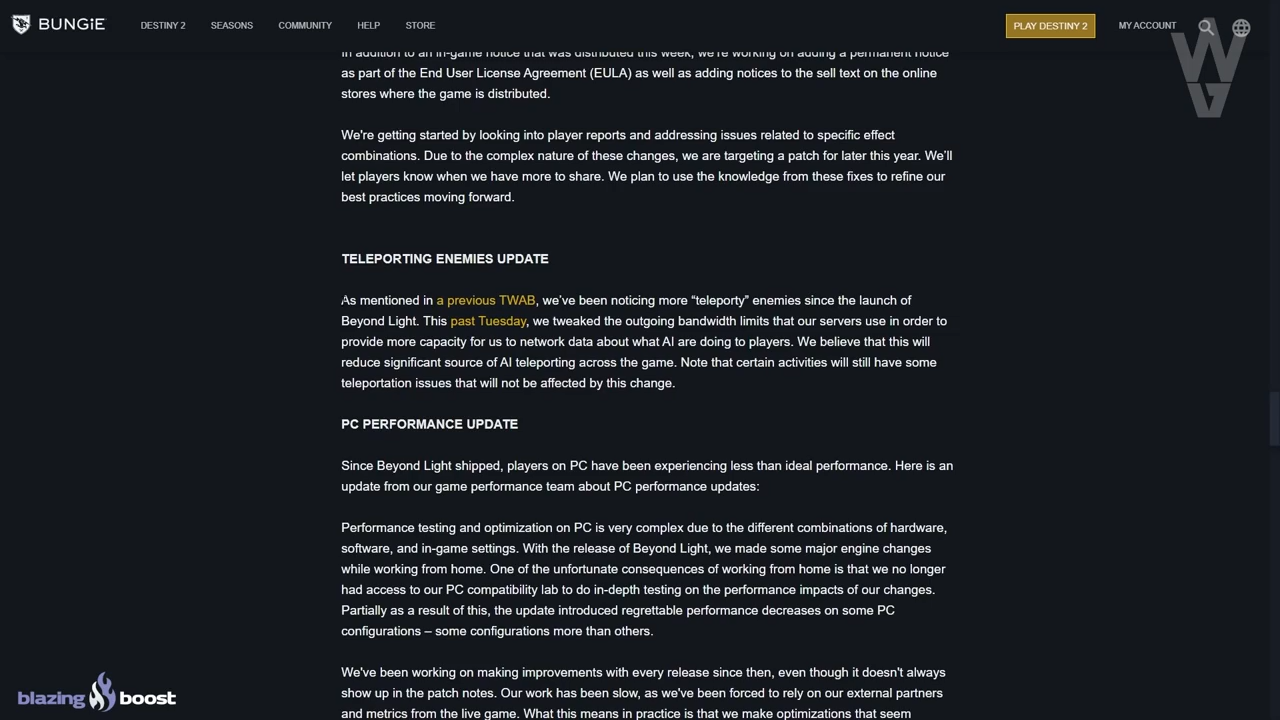 BUNGiE
DESTINY 2
SEASONS
COMMUNITY
HELP
STORE
PLAY DESTINY 2
MY ACCOUNT
In addition to an in-game notice that was distributed this week, we're working on adding a permanent notice
as part of the End User License Agreement (EULA) as well as adding notices to the sell text on the online
stores where the game is distributed.
We're getting started by looking into player reports and addressing issues related to specific effect
combinations. Due to the complex nature of these changes, we are targeting a patch for later this year. We'll
let players know when we have more to share. We plan to use the knowledge from these fixes to refine our
best practices moving forward.
TELEPORTING ENEMIES UPDATE
As mentioned in a previous TWAB, we've been noticing more “teleporty” enemies since the launch of
Beyond Light. This past Tuesday, we tweaked the outgoing bandwidth limits that our servers use in order to
provide more capacity for us to network data about what AI are doing to players. We believe that this will
reduce significant source of AI teleporting across the game. Note that certain activities will still have some
teleportation issues that will not be affected by this change.
PC PERFORMANCE UPDATE
Since Beyond Light shipped, players on PC have been experiencing less than ideal performance. Here is an
update from our game performance team about PC performance updates:
Performance testing and optimization on PC is very complex due to the different combinations of hardware,
software, and in-game settings. With the release of Beyond Light, we made some major engine changes
while working from home. One of the unfortunate consequences of working from home is that we no longer
had access to our PC compatibility lab to do in-depth testing on the performance impacts of our changes.
Partially as a result of this, the update introduced regrettable performance decreases on some PC
configurations – some configurations more than others.
We've been working on making improvements with every release since then, even though it doesn't always
show up in the patch notes. Our work has been slow, as we've been forced to rely on our external partners
and metrics from the live game. What this means in practice is that we make optimizations that seem
blazing boost